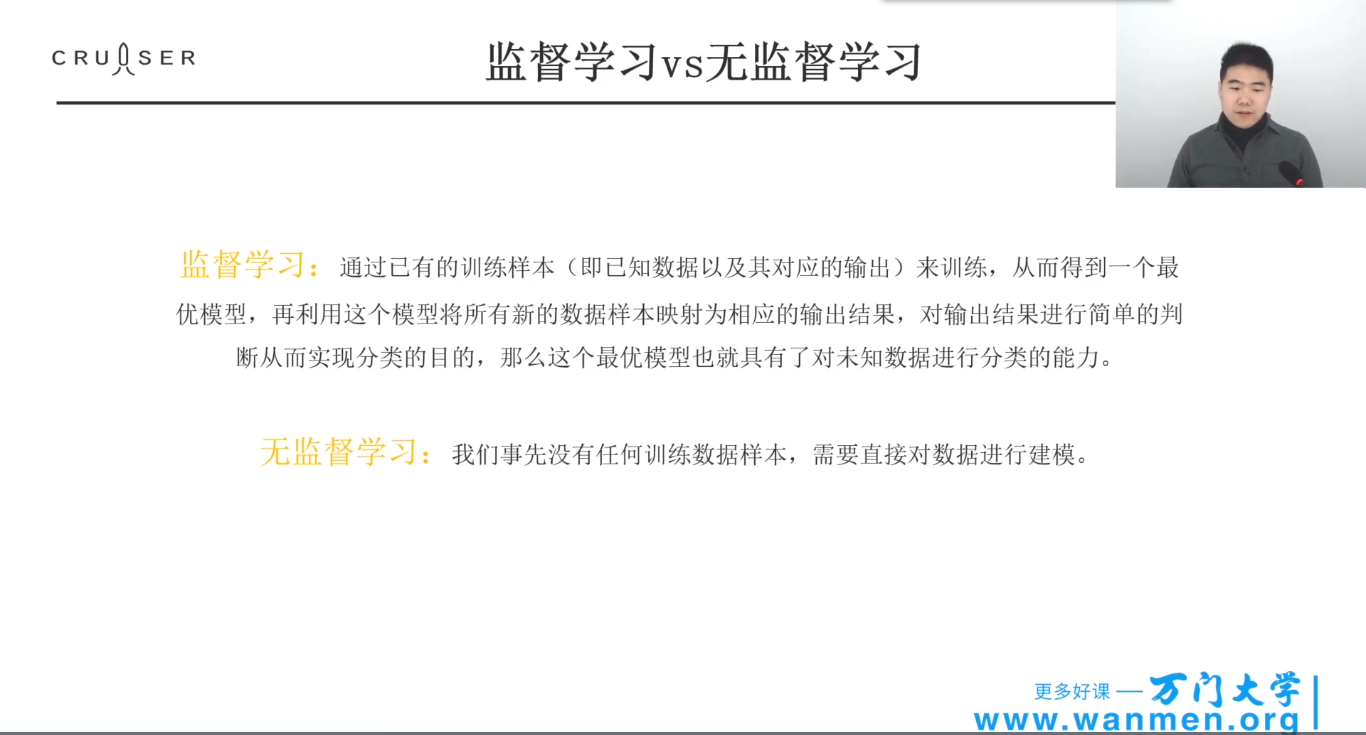 CRUISER
监督学习vs无监督学习
监督学习：通过已有的训练样本（即已知数据以及其对应的输出）来训练，从而得到一个最
优模型，再利用这个模型将所有新的数据样本映射为相应的输出结果，对输出结果进行简单的判
断从而实现分类的目的，那么这个最优模型也就具有了对未知数据进行分类的能力。
无监督学习：我们事先没有任何训练数据样本，需要直接对数据进行建模。
更多好课 — 万门大学
www.wanmen.org